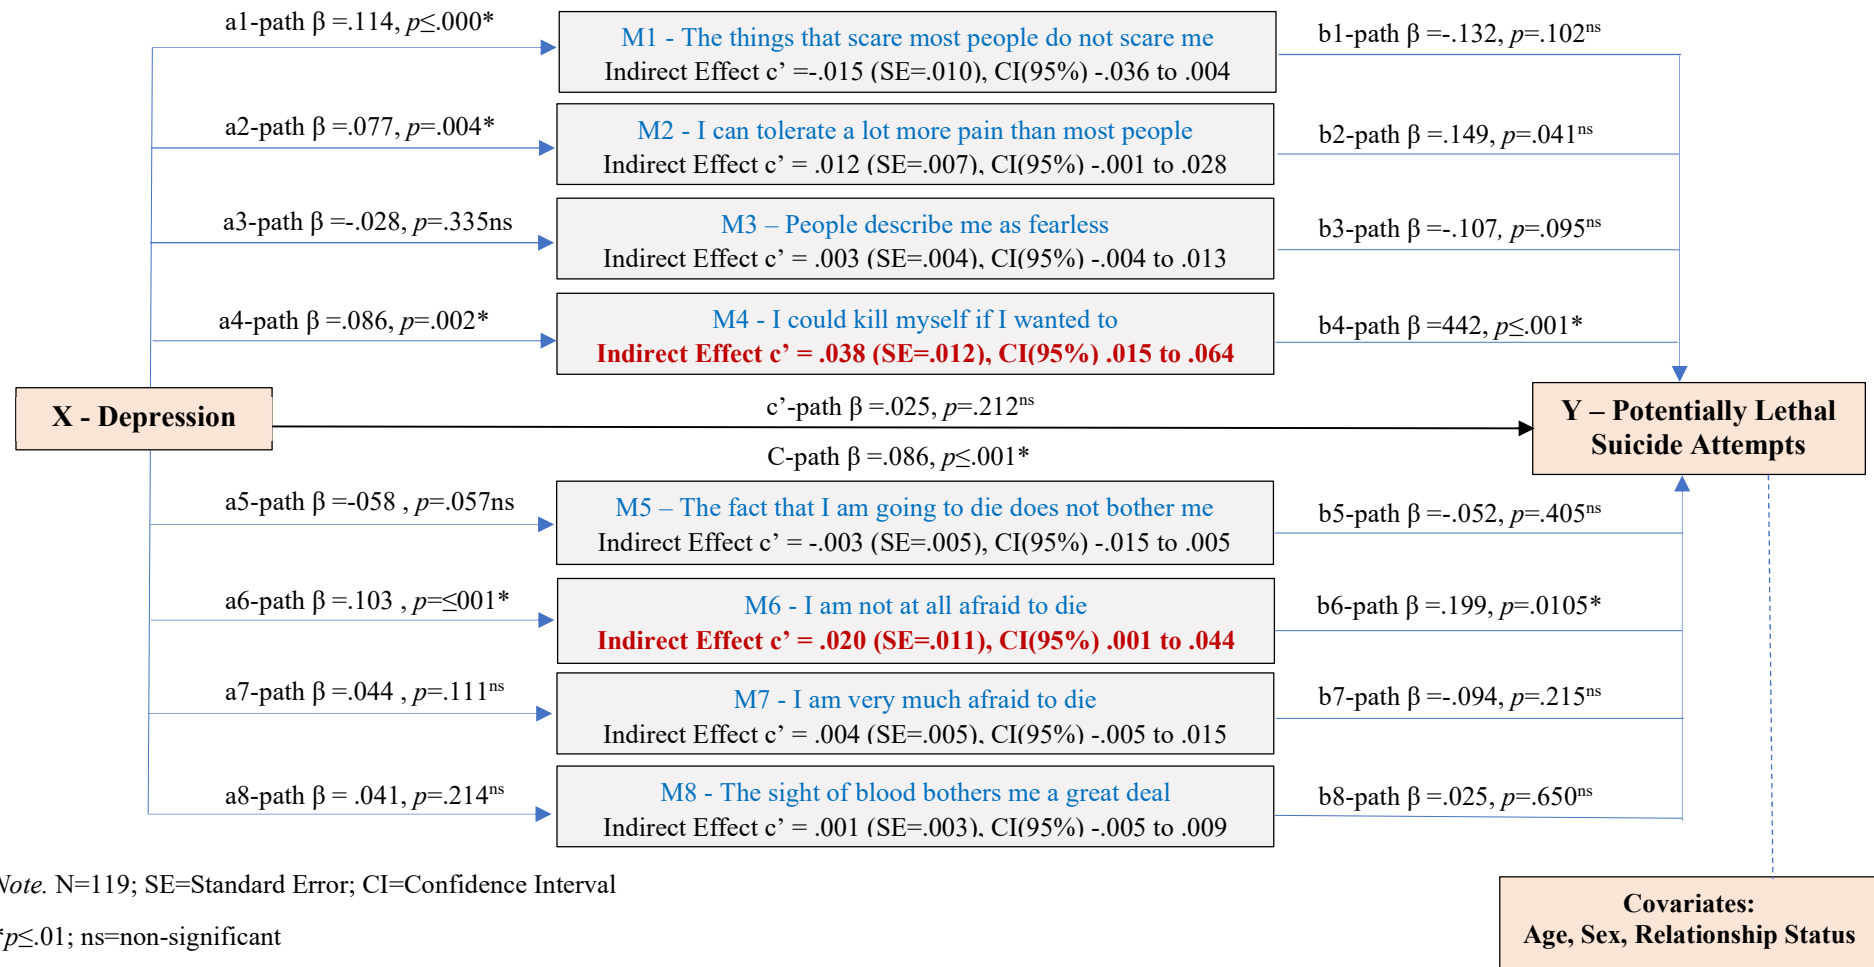 a1-path β =.114, p≤.000*
M1 - The things that scare most people do not scare me
Indirect Effect c’ =-.015 (SE=.010), CI(95%) -.036 to .004
b1-path β =-.132, p=.102ns
a2-path β =.077, p=.004*
M2 - I can tolerate a lot more pain than most people
Indirect Effect c’ = .012 (SE=.007), CI(95%) -.001 to .028
b2-path β =.149, p=.041ns
a3-path β =-.028, p=.335ns
M3 – People describe me as fearless
Indirect Effect c’ = .003 (SE=.004), CI(95%) -.004 to .013
b3-path β =-.107, p=.095ns
a4-path β =.086, p=.002*
M4 - I could kill myself if I wanted to
Indirect Effect c’ = .038 (SE=.012), CI(95%) .015 to .064
b4-path β =442, p≤.001*
X - Depression
c’-path β =.025, p=.212ns
C-path β =.086, p≤.001*
Y – Potentially Lethal
Suicide Attempts
a5-path β =-058 , p=.057ns
M5 – The fact that I am going to die does not bother me
Indirect Effect c’ = -.003 (SE=.005), CI(95%) -.015 to .005
b5-path β =-.052, p=.405ns
a6-path β =.103 , p=≤001*
M6 - I am not at all afraid to die
Indirect Effect c’ = .020 (SE=.011), CI(95%) .001 to .044
b6-path β =.199, p=.0105*
a7-path β =.044 , p=.111ns
M7 - I am very much afraid to die
Indirect Effect c’ = .004 (SE=.005), CI(95%) -.005 to .015
b7-path β =-.094, p=.215ns
a8-path β = .041, p=.214ns
M8 - The sight of blood bothers me a great deal
Indirect Effect c’ = .001 (SE=.003), CI(95%) -.005 to .009
b8-path β =.025, p=.650ns
Note. N=119; SE=Standard Error; CI=Confidence Interval
*p≤.01; ns=non-significant
Covariates:
Age, Sex, Relationship Status